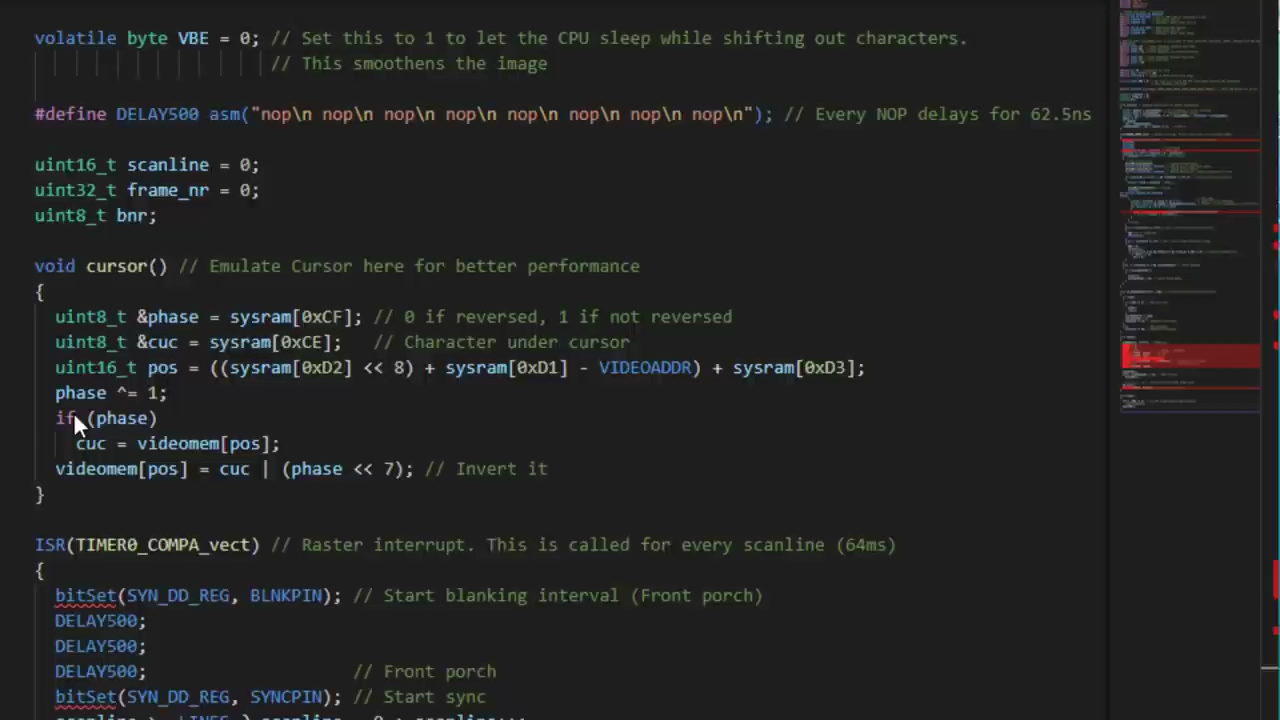 volatile byte VBE = 0; // Set this to 1 to let the CPU sleep while shifting out characters.
// This smoothens the image
#define DELAY500 asm("nop\n nop\n nop\n nop\n nop\n nop\n nop\n nop\n"); // Every NOP delays for 62.5ns
uint16_t scanline = 0;
uint32_t frame_nr = 0;
uint8_t bnr;
void cursor() // Emulate Cursor here for better performance
{
uint8_t &phase = sysram[0xCF]; // 0 if reversed, 1 if not reversed
uint8_t &cuc = sysram[0xCE]; // Character under cursor
uint16_t pos = ((sysram[0xD2] << 8) + sysram[0xD1] - VIDEOADDR) + sysram[0xD3];
phase ^= 1;
if (phase)
cuc = videomem[pos];
videomem[pos] = cuc | (phase << 7); // Invert it
}
ISR(TIMER0_COMPA_vect) // Raster interrupt. This is called for every scanline (64ms)
{
bitSet(SYN_DD_REG, BLNKPIN); // Start blanking interval (Front porch)
DELAY500;
DELAY500;
DELAY500; // Front porch
bitSet(SYN_DD_REG, SYNCPIN); // Start sync